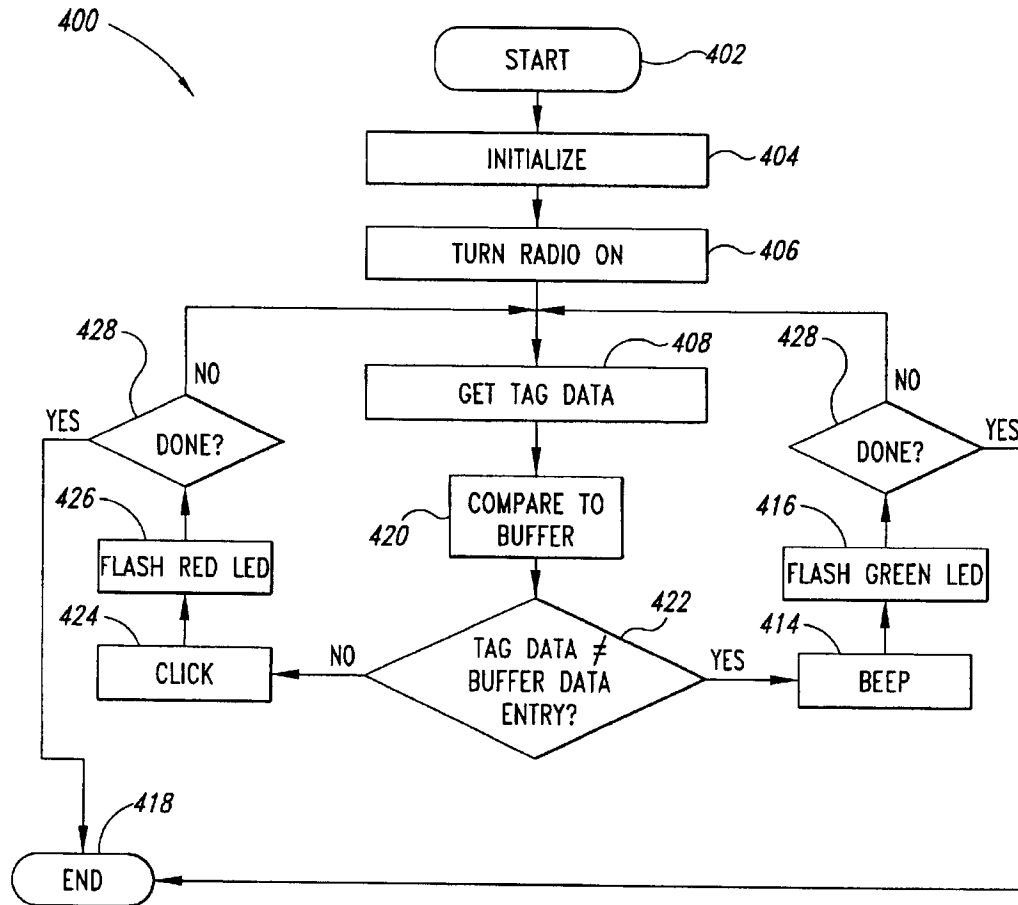 400
START
402
INITIALIZE
404
TURN RADIO ON
406
428
NO
408
428
NO
YES
DONE?
GET TAG DATA
DONE?
YES
426
FLASH RED LED
420
COMPARE TO
BUFFER
416
FLASH GREEN LED
424
CLICK
NO
422
TAG DATA ≠
BUFFER DATA
ENTRY?
YES
414
BEEP
418
END